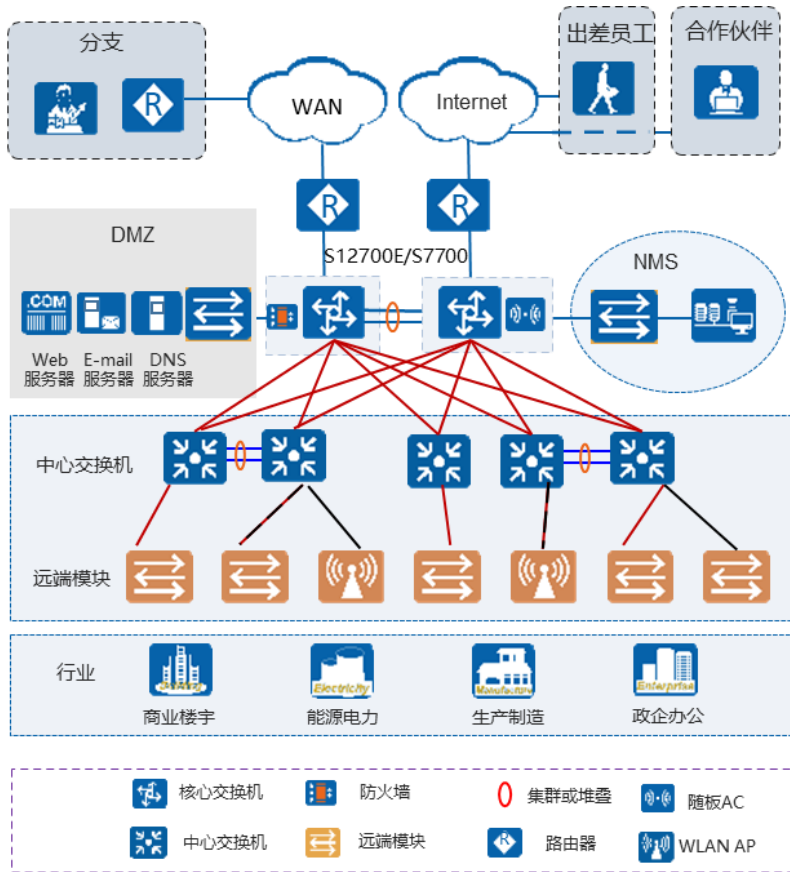 分支
出差员工
合作伙伴
R
WAN
Internet
R
R
S12700E/S7700
DMZ
NMS
.COM
Web
服务器
E-mail
服务器
DNS
服务器
中心交换机
远端模块
行业
Building
Electricity
Manufacture
Enterprise
商业楼宇
能源电力
生产制造
政企办公
核心交换机
防火墙
集群或堆叠
随板AC
中心交换机
远端模块
R
路由器
WLAN AP